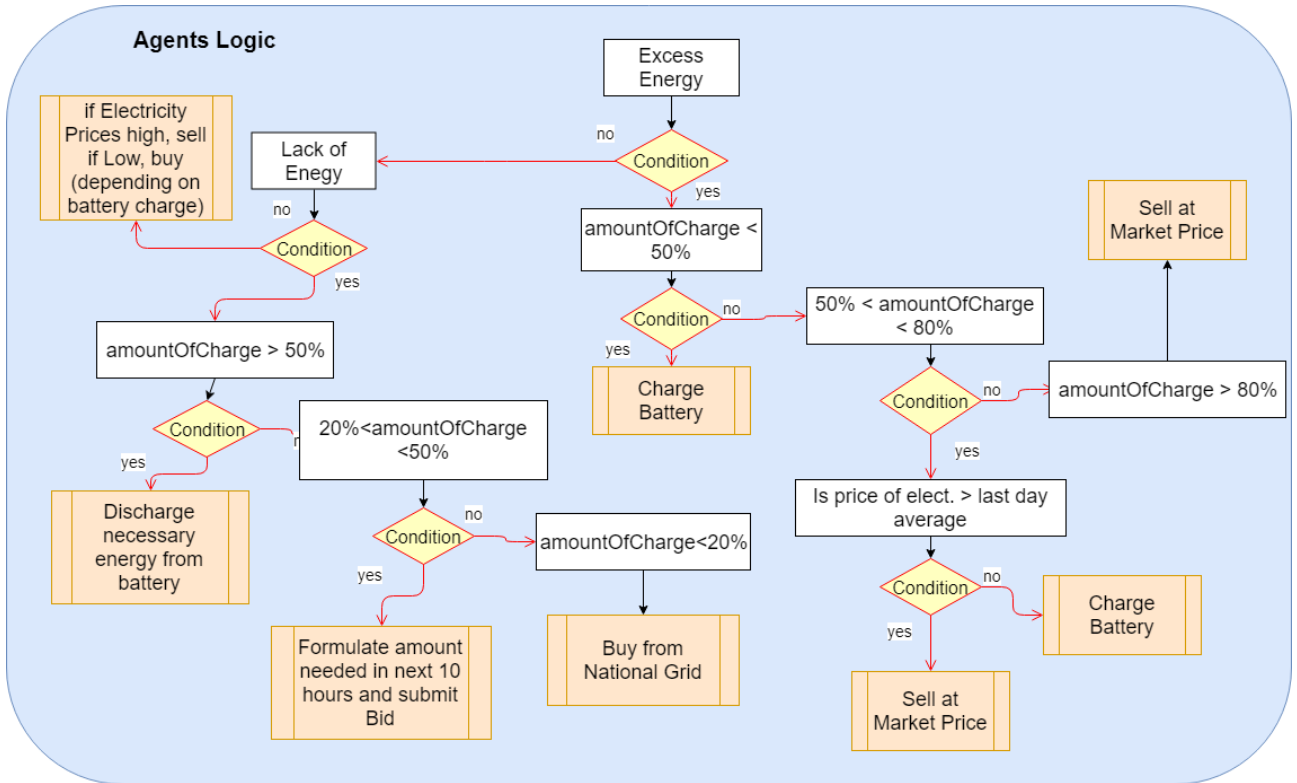 Agents Logic
Excess
Energy
if Electricity
Prices high, sell
if Low, buy
(depending on
battery charge)
no
Lack of
Enegy
Condition
yes
no
Condition
yes
amountOfCharge <
50%
Sell at
Market Price
Condition
no
yes
50% < amountOfCharge
< 80%
amountOfCharge > 50%
Charge
Battery
Condition
no
yes
amountOfCharge > 80%
Condition
yes
20%<amountOfCharge
<50%
Is price of elect. > last day
average
Discharge
necessary
energy from
battery
Condition
no
yes
amountOfCharge<20%
Condition
no
yes
Charge
Battery
Formulate amount
needed in next 10
hours and submit
Bid
Buy from
National Grid
Sell at
Market Price